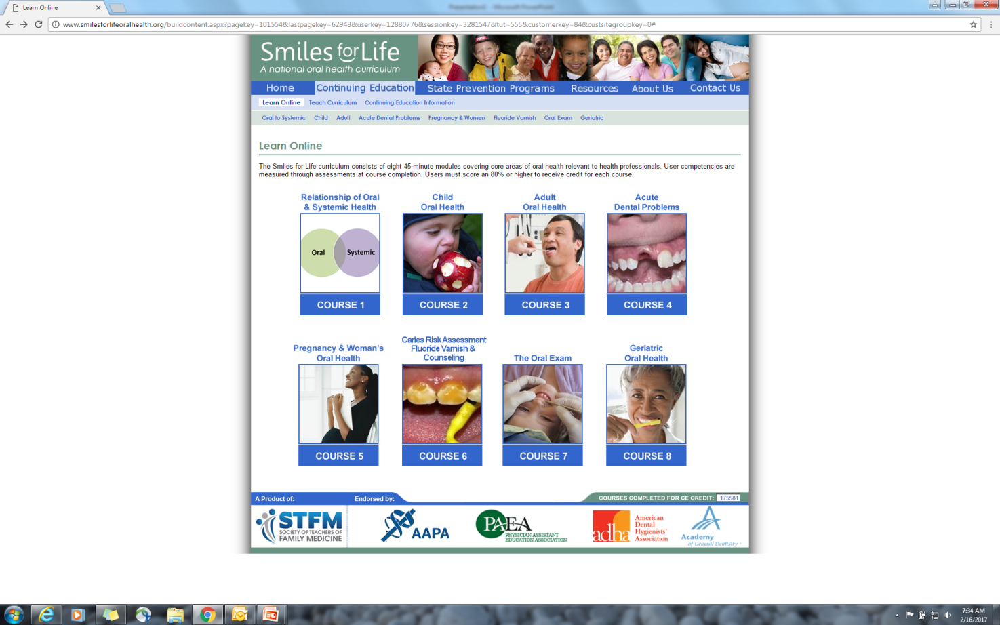 Learn Online
www.smilesforlifeoralhealth.org/buildcontent.aspx?pagekey=101554&lastpagekey=62948&userkey=12880776&sessionkey=3281547&tut=555&customerkey=84&custsitegroupkey=0#
Smiles for Life
A national oral health curriculum
Home Continuing Education State Prevention Programs Resources About Us Contact Us
Learn Online Teach Curriculum Continuing Education Information
Oral to Systemic Child Adult Acute Dental Problems Pregnancy & Women Fluoride Varnish Oral Exam Geriatric
Learn Online
The Smiles for Life curriculum consists of eight 45-minute modules covering core areas of oral health relevant to health professionals. User competencies are
measured through assessments at course completion. Users must score an 80% or higher to receive credit for each course.
Relationship of Oral
& Systemic Health
Oral Systemic
COURSE 1
Child
Oral Health
COURSE 2
Adult
Oral Health
COURSE 3
Acute
Dental Problems
COURSE 4
Pregnancy & Woman's
Oral Health
COURSE 5
Caries Risk Assessment
Fluoride Varnish &
Counseling
COURSE 6
The Oral Exam
COURSE 7
Geriatric
Oral Health
COURSE 8
A Product of: Endorsed by: COURSES COMPLETED FOR CE CREDIT: 175581
STFM
SOCIETY OF TEACHERS OF
FAMILY MEDICINE
AAPA
PAEA
PHYSICIAN ASSISTANT
EDUCATION ASSOCIATION
adha
American
Dental
Hygienists'
Association
Academy
of General Dentistry
7:34 AM
2/16/2017